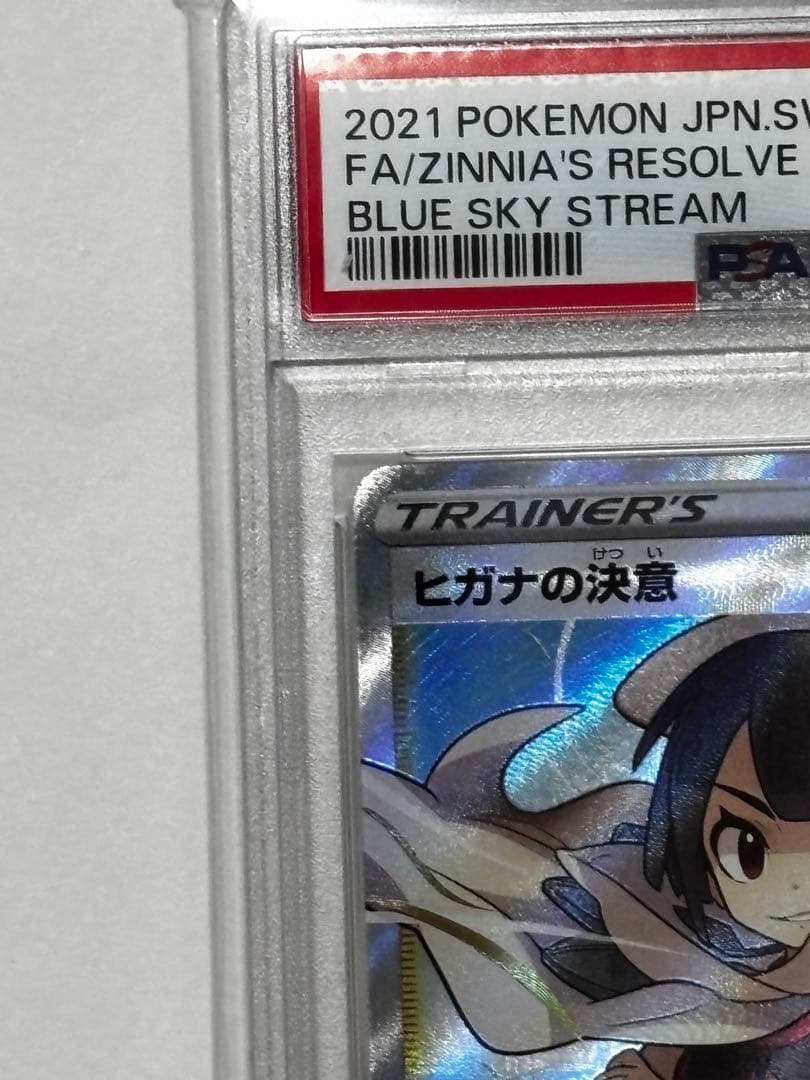 2021 POKEMON JPN.SW
FA/ZINNIA'S RESOLVE
BLUE SKY STREAM
PSA
TRAINER'S
けつ い
ヒガナの決意